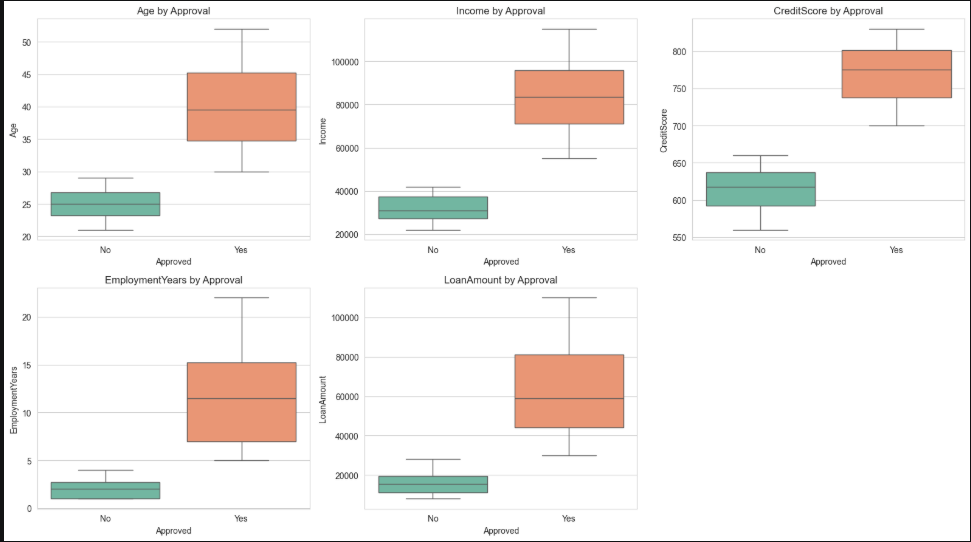 Age by Approval
Age
50
45
40
35
30
25
20
No Yes
Approved
Income by Approval
Income
100000
80000
60000
40000
20000
No Yes
Approved
CreditScore by Approval
CreditScore
800
750
700
650
600
550
No Yes
Approved
EmploymentYears by Approval
EmploymentYears
20
15
10
5
0
No Yes
Approved
LoanAmount by Approval
LoanAmount
100000
80000
60000
40000
20000
No Yes
Approved